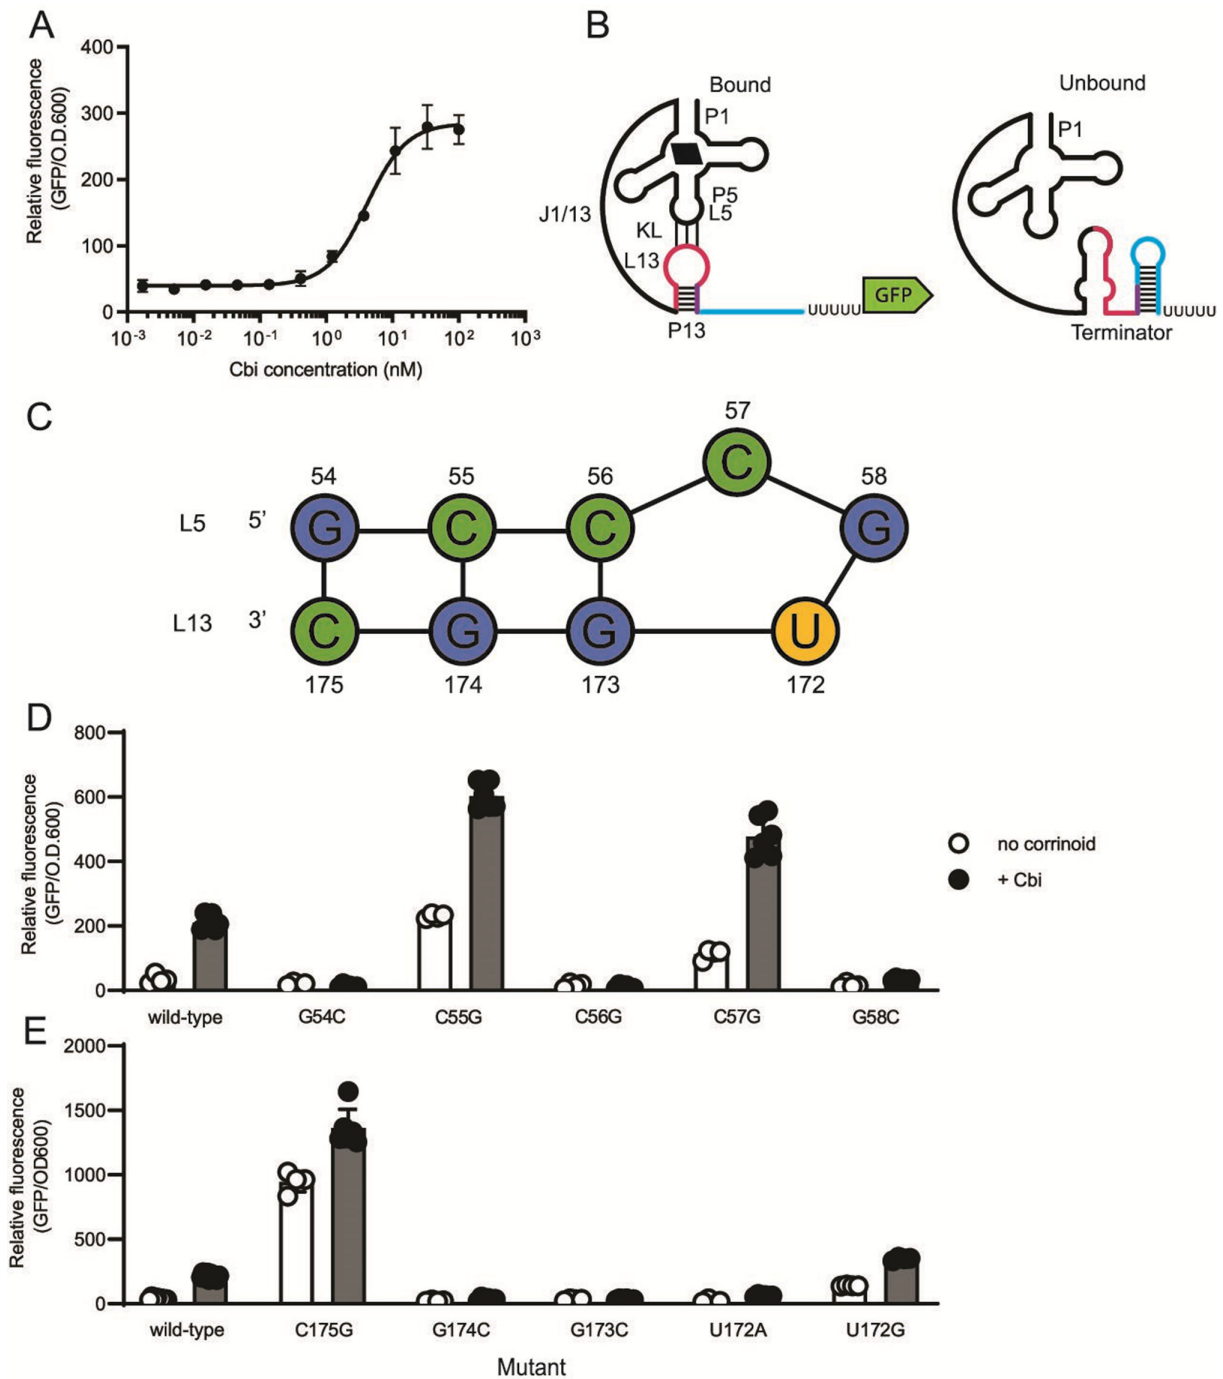 A
Relative fluorescence
(GFP/O.D.600)
400
300
200
100
0
10-3
10-2
10-1
100
101
102
103
Cbi concentration (nM)
B
Bound
P1
P5
L5
J1/13
KL
L13
P13
UUUUU
GFP
Unbound
P1
Terminator
UUUUU
C
57
54
55
56
58
C
L5
5’
G
C
C
G
L13
3’
C
G
G
U
175
174
173
172
D
Relative fluorescence
(GFP/O.D.600)
800
600
400
200
0
wild-type
G54C
C55G
C56G
C57G
G58C
no corrinoid
+ Cbi
E
Relative fluorescence
(GFP/OD600)
2000
1500
1000
500
0
wild-type
C175G
G174C
G173C
U172A
U172G
Mutant